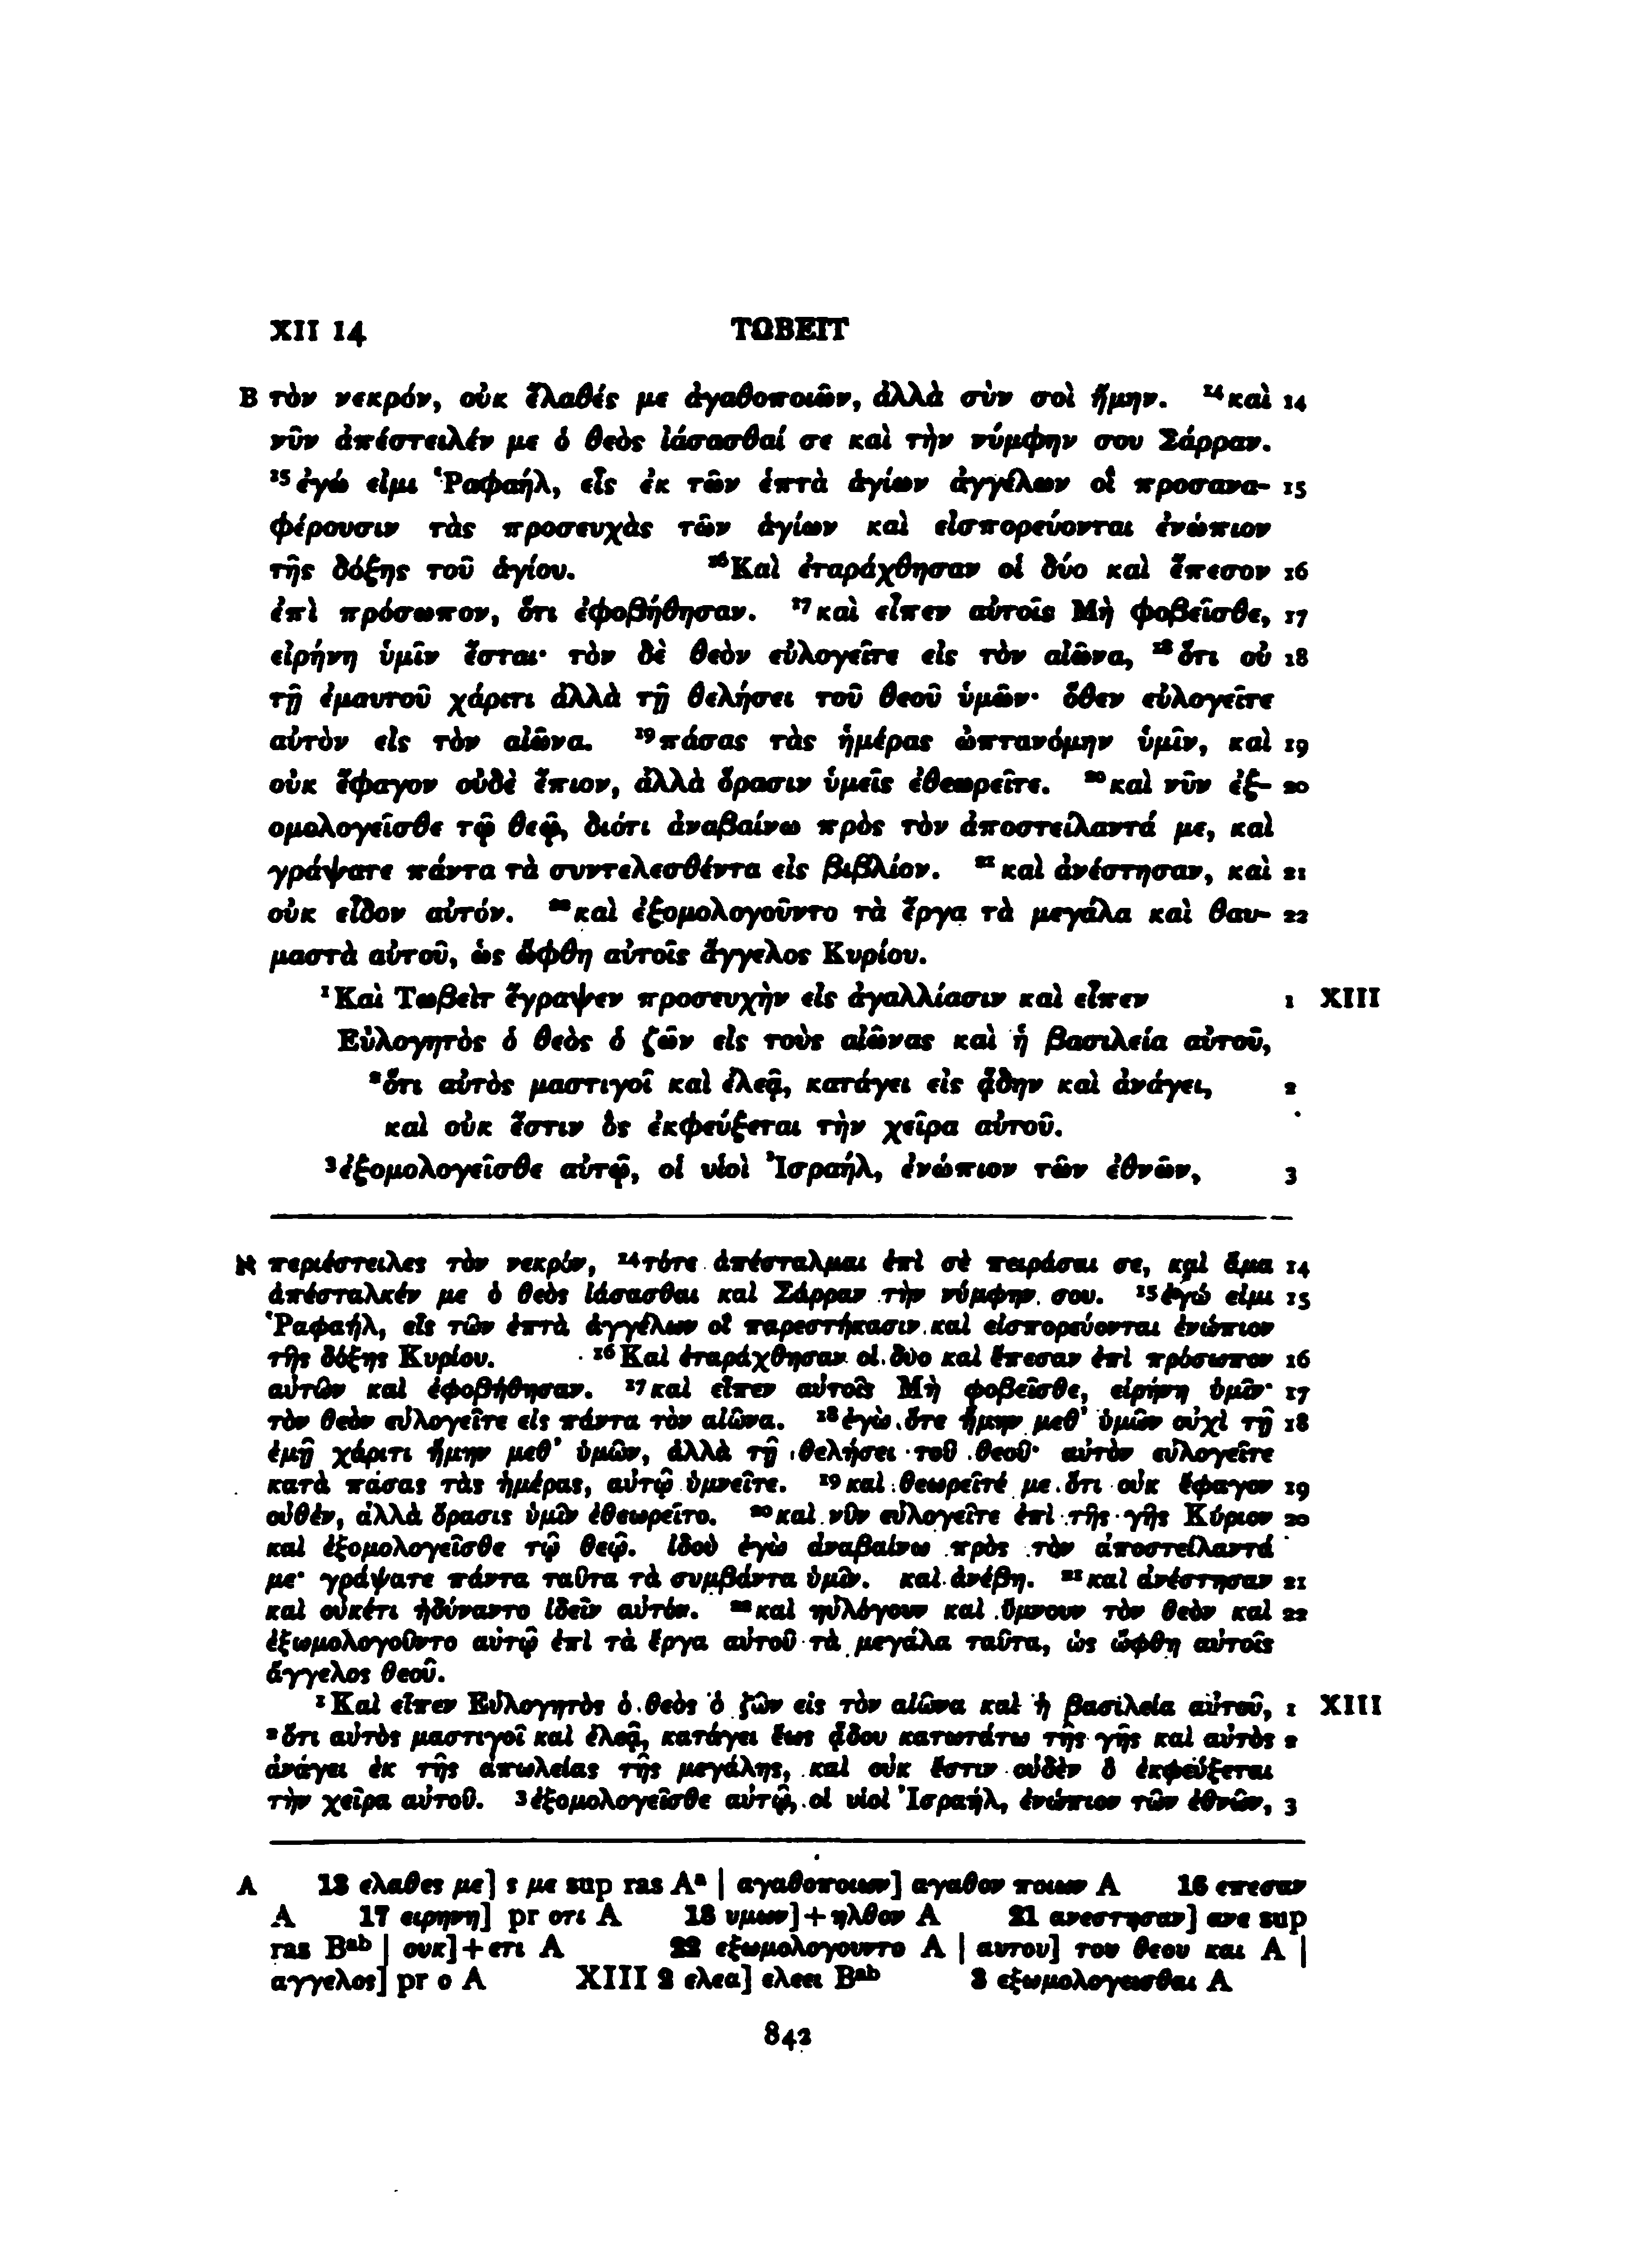 XII 14 ΤΩΒΕΙΤ
B τὸν νεκρόν, οὐκ ἔλαθές με ἀγαθοποιῶν, ἀλλὰ σὺν σοὶ ἤμην. ¹⁴καὶ 14
νῦν ἀπέστειλέν με ὁ θεὸς ἰάσασθαί σε καὶ τὴν νύμφην σου Σάρραν.
¹⁵ἐγώ εἰμι Ῥαφαήλ, εἷς ἐκ τῶν ἑπτὰ ἁγίων ἀγγέλων οἳ προσανα- 15
φέρουσιν τὰς προσευχὰς τῶν ἁγίων καὶ εἰσπορεύονται ἐνώπιον
τῆς δόξης τοῦ ἁγίου. ¹⁶Καὶ ἐταράχθησαν οἱ δύο καὶ ἔπεσον 16
ἐπὶ πρόσωπον, ὅτι ἐφοβήθησαν. ¹⁷καὶ εἶπεν αὐτοῖς Μὴ φοβεῖσθε, 17
εἰρήνη ὑμῖν ἔσται· τὸν δὲ θεὸν εὐλογεῖτε εἰς τὸν αἰῶνα, ¹⁸ὅτι οὐ 18
τῇ ἐμαυτοῦ χάριτι ἀλλὰ τῇ θελήσει τοῦ θεοῦ ὑμῶν· ὅθεν εὐλογεῖτε
αὐτὸν εἰς τὸν αἰῶνα. ¹⁹πάσας τὰς ἡμέρας ὠπτανόμην ὑμῖν, καὶ 19
οὐκ ἔφαγον οὐδὲ ἔπιον, ἀλλὰ ὅρασιν ὑμεῖς ἐθεωρεῖτε. ²⁰καὶ νῦν ἐξ- 20
ομολογεῖσθε τῷ θεῷ, διότι ἀναβαίνω πρὸς τὸν ἀποστείλαντά με, καὶ
γράψατε πάντα τὰ συντελεσθέντα εἰς βιβλίον. ²¹καὶ ἀνέστησαν, καὶ 21
οὐκ εἶδον αὐτόν. ²²καὶ ἐξομολογοῦντο τὰ ἔργα τὰ μεγάλα καὶ θαυ- 22
μαστὰ αὐτοῦ, ὡς ὤφθη αὐτοῖς ἄγγελος Κυρίου.
¹Καὶ Τωβεὶτ ἔγραψεν προσευχὴν εἰς ἀγαλλίασιν καὶ εἶπεν 1 XIII
Εὐλογητὸς ὁ θεὸς ὁ ζῶν εἰς τοὺς αἰῶνας καὶ ἡ βασιλεία αὐτοῦ,
²ὅτι αὐτὸς μαστιγοῖ καὶ ἐλεᾷ, κατάγει εἰς ᾅδην καὶ ἀνάγει, 2
καὶ οὐκ ἔστιν ὃς ἐκφεύξεται τὴν χεῖρα αὐτοῦ.
³ἐξομολογεῖσθε αὐτῷ, οἱ υἱοὶ Ἰσραήλ, ἐνώπιον τῶν ἐθνῶν, 3
א περιέστειλες τὸν νεκρόν, ¹⁴τότε ἀπέσταλμαι ἐπὶ σὲ πειράσαι σε, καὶ ἅμα 14
ἀπέσταλκέν με ὁ θεὸς ἰάσασθαι καὶ Σάρραν τὴν νύμφην σου. ¹⁵ἐγώ εἰμι 15
Ῥαφαήλ, εἷς τῶν ἑπτὰ ἀγγέλων οἳ παρεστήκασιν καὶ εἰσπορεύονται ἐνώπιον
τῆς δόξης Κυρίου. ¹⁶Καὶ ἐταράχθησαν οἱ δύο καὶ ἔπεσαν ἐπὶ πρόσωπον 16
αὐτῶν καὶ ἐφοβήθησαν. ¹⁷καὶ εἶπεν αὐτοῖς Μὴ φοβεῖσθε, εἰρήνη ὑμῖν· 17
τὸν θεὸν εὐλογεῖτε εἰς πάντα τὸν αἰῶνα. ¹⁸ἐγὼ ὅτε ἤμην μεθ᾽ ὑμῶν οὐχὶ τῇ 18
ἐμῇ χάριτι ἤμην μεθ᾽ ὑμῶν, ἀλλὰ τῇ θελήσει τοῦ θεοῦ· αὐτὸν εὐλογεῖτε
κατὰ πάσας τὰς ἡμέρας, αὐτῷ ὑμνεῖτε. ¹⁹καὶ θεωρεῖτέ με ὅτι οὐκ ἔφαγον 19
οὐθέν, ἀλλὰ ὅρασις ὑμῖν ἐθεωρεῖτο. ²⁰καὶ νῦν εὐλογεῖτε ἐπὶ τῆς γῆς Κύριον 20
καὶ ἐξομολογεῖσθε τῷ θεῷ. ἰδοὺ ἐγὼ ἀναβαίνω πρὸς τὸν ἀποστείλαντά
με· γράψατε πάντα ταῦτα τὰ συμβάντα ὑμῖν. καὶ ἀνέβη. ²¹καὶ ἀνέστησαν 21
καὶ οὐκέτι ἠδύναντο ἰδεῖν αὐτόν. ²²καὶ ηὐλόγουν καὶ ὕμνουν τὸν θεὸν καὶ 22
ἐξωμολογοῦντο αὐτῷ ἐπὶ τὰ ἔργα αὐτοῦ τὰ μεγάλα ταῦτα, ὡς ὤφθη αὐτοῖς
ἄγγελος θεοῦ.
¹Καὶ εἶπεν Εὐλογητὸς ὁ θεὸς ὁ ζῶν εἰς τὸν αἰῶνα καὶ ἡ βασιλεία αὐτοῦ, 1 XIII
²ὅτι αὐτὸς μαστιγοῖ καὶ ἐλεᾷ, κατάγει ἕως ᾅδου κατωτάτω τῆς γῆς καὶ αὐτὸς 2
ἀνάγει ἐκ τῆς ἀπωλείας τῆς μεγάλης, καὶ οὐκ ἔστιν οὐδὲν ὃ ἐκφεύξεται
τὴν χεῖρα αὐτοῦ. ³ἐξομολογεῖσθε αὐτῷ, οἱ υἱοὶ Ἰσραήλ, ἐνώπιον τῶν ἐθνῶν, 3
A 13 ελαθες με] ς με sup ras Aᵃ | αγαθοποιων] αγαθον ποιων A 16 επεσαν
A 17 ειρηνη] pr οτι A 18 υμων]+ηλθον A 21 ανεστησαν] ανε sup
ras Bᵃᵇ | ουκ]+ετι A 22 εξωμολογουντο A | αυτου] του θεου και A |
αγγελος] pr ο A XIII 2 ελεα] ελεει Bᵃᵇ 3 εξωμολογεισθαι A
842